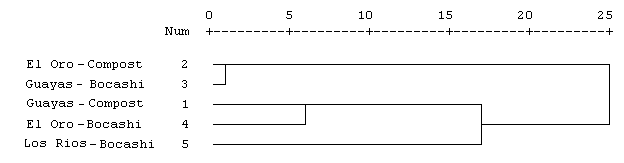 0 5 10 15 20 25
Num +---------+---------+---------+---------+---------+
El Oro - Compost 2
Guayas - Bocashi 3
Guayas - Compost 1
El Oro - Bocashi 4
Los Rios - Bocashi 5